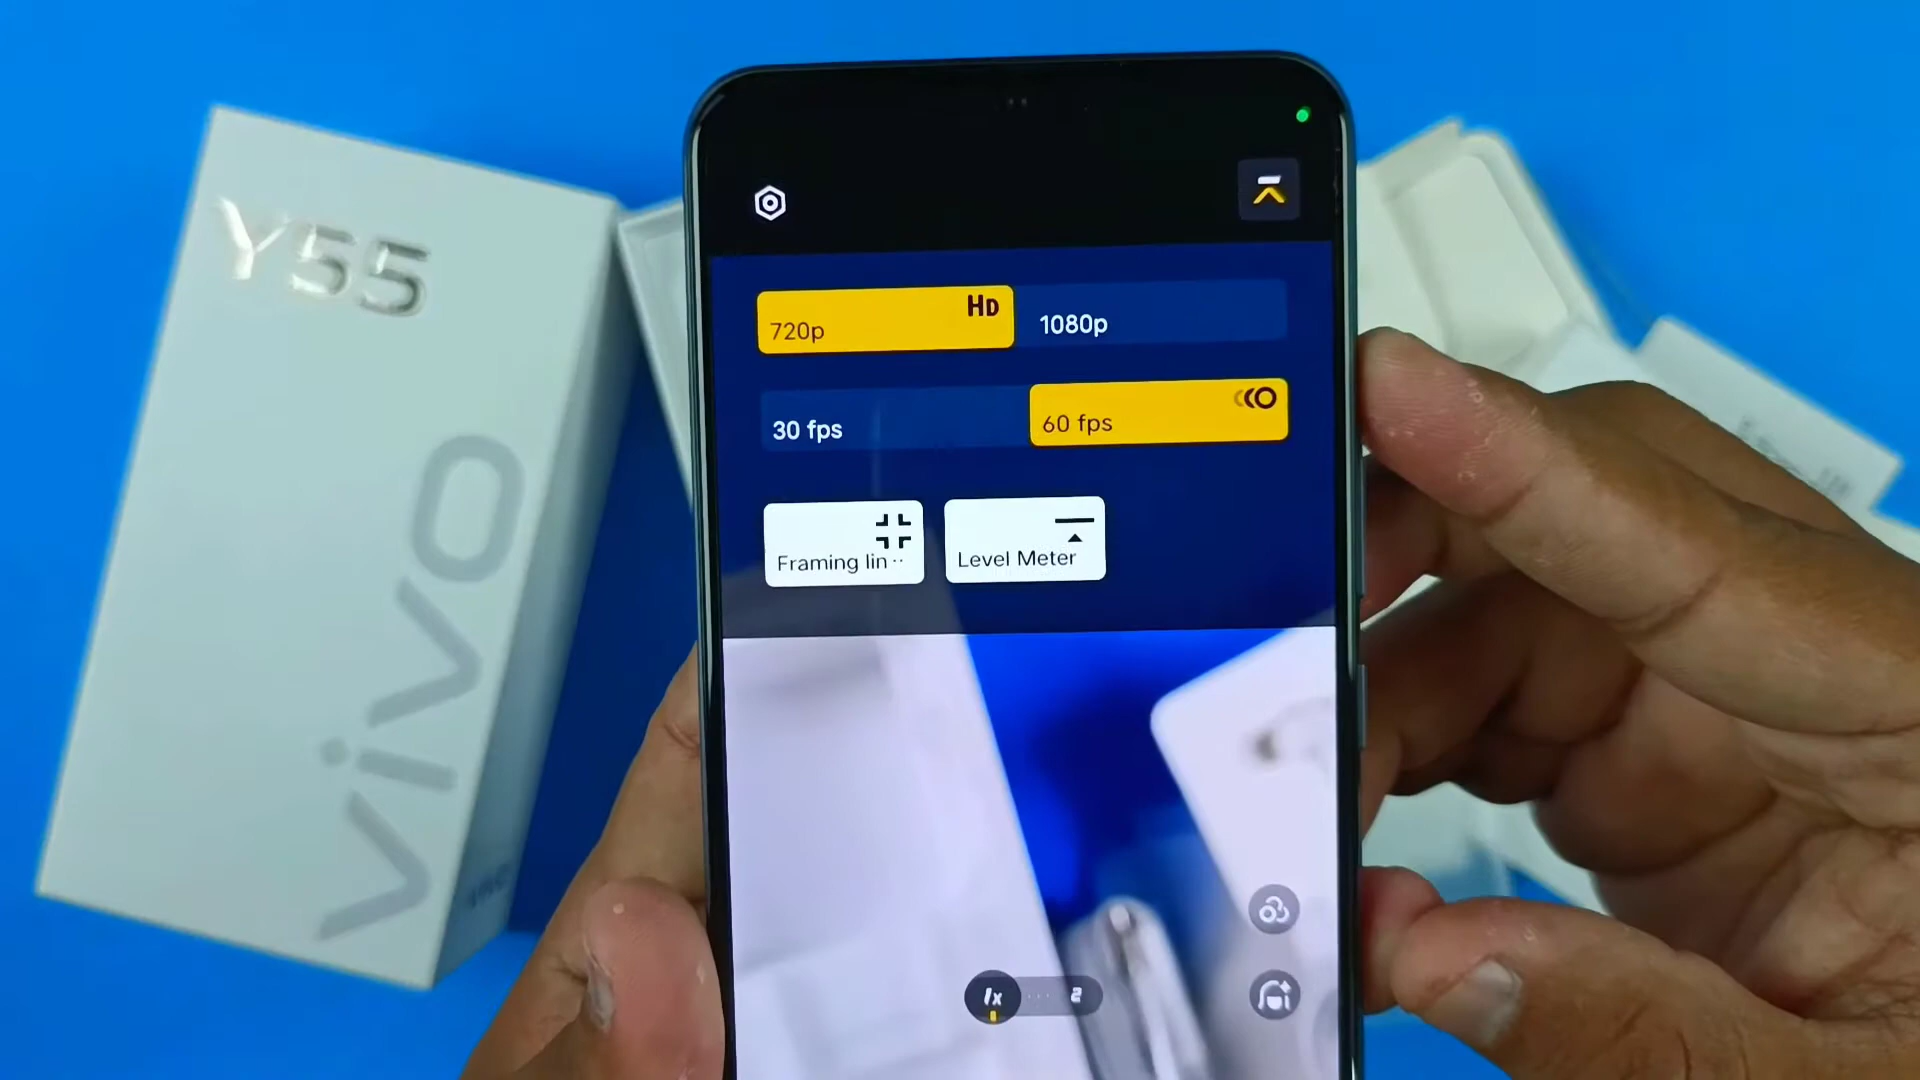 Y55
vivo
HD
720p
1080p
30 fps
60 fps
Framing lin··
Level Meter
1x
2